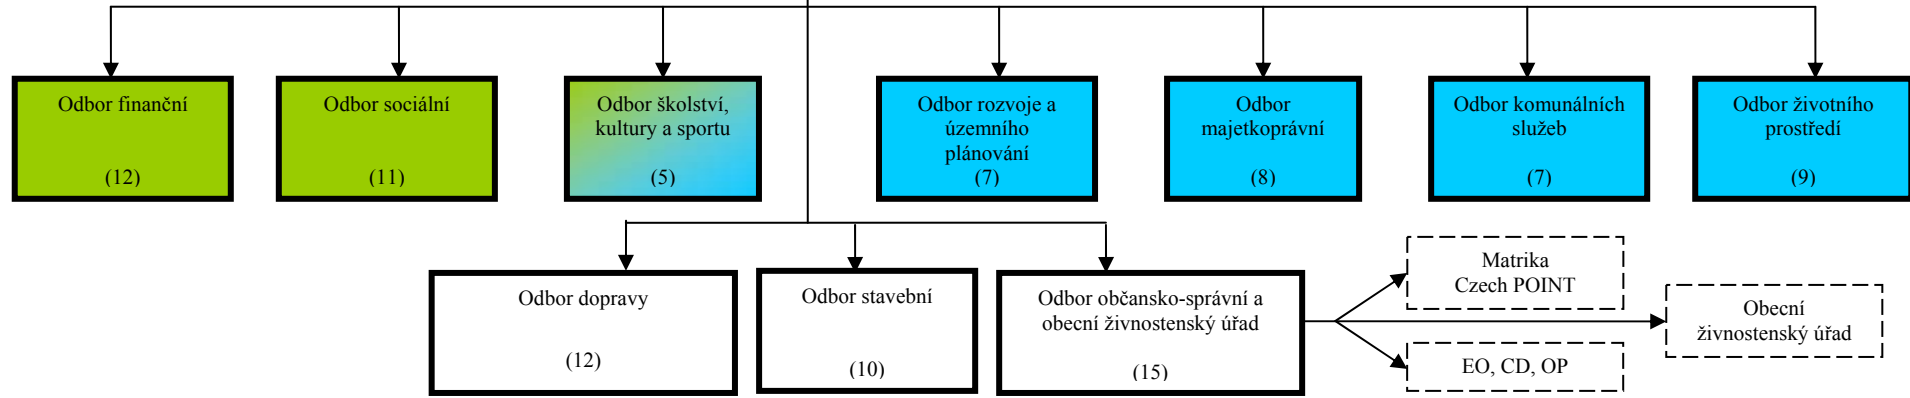 Odbor finanční
(12)
Odbor sociální
(11)
Odbor školství,
kultury a sportu
(5)
Odbor rozvoje a
územního
plánování
(7)
Odbor
majetkoprávní
(8)
Odbor komunálních
služeb
(7)
Odbor životního
prostředí
(9)
Odbor dopravy
(12)
Odbor stavební
(10)
Odbor občansko-správní a
obecní živnostenský úřad
(15)
Matrika
Czech POINT
Obecní
živnostenský úřad
EO, CD, OP